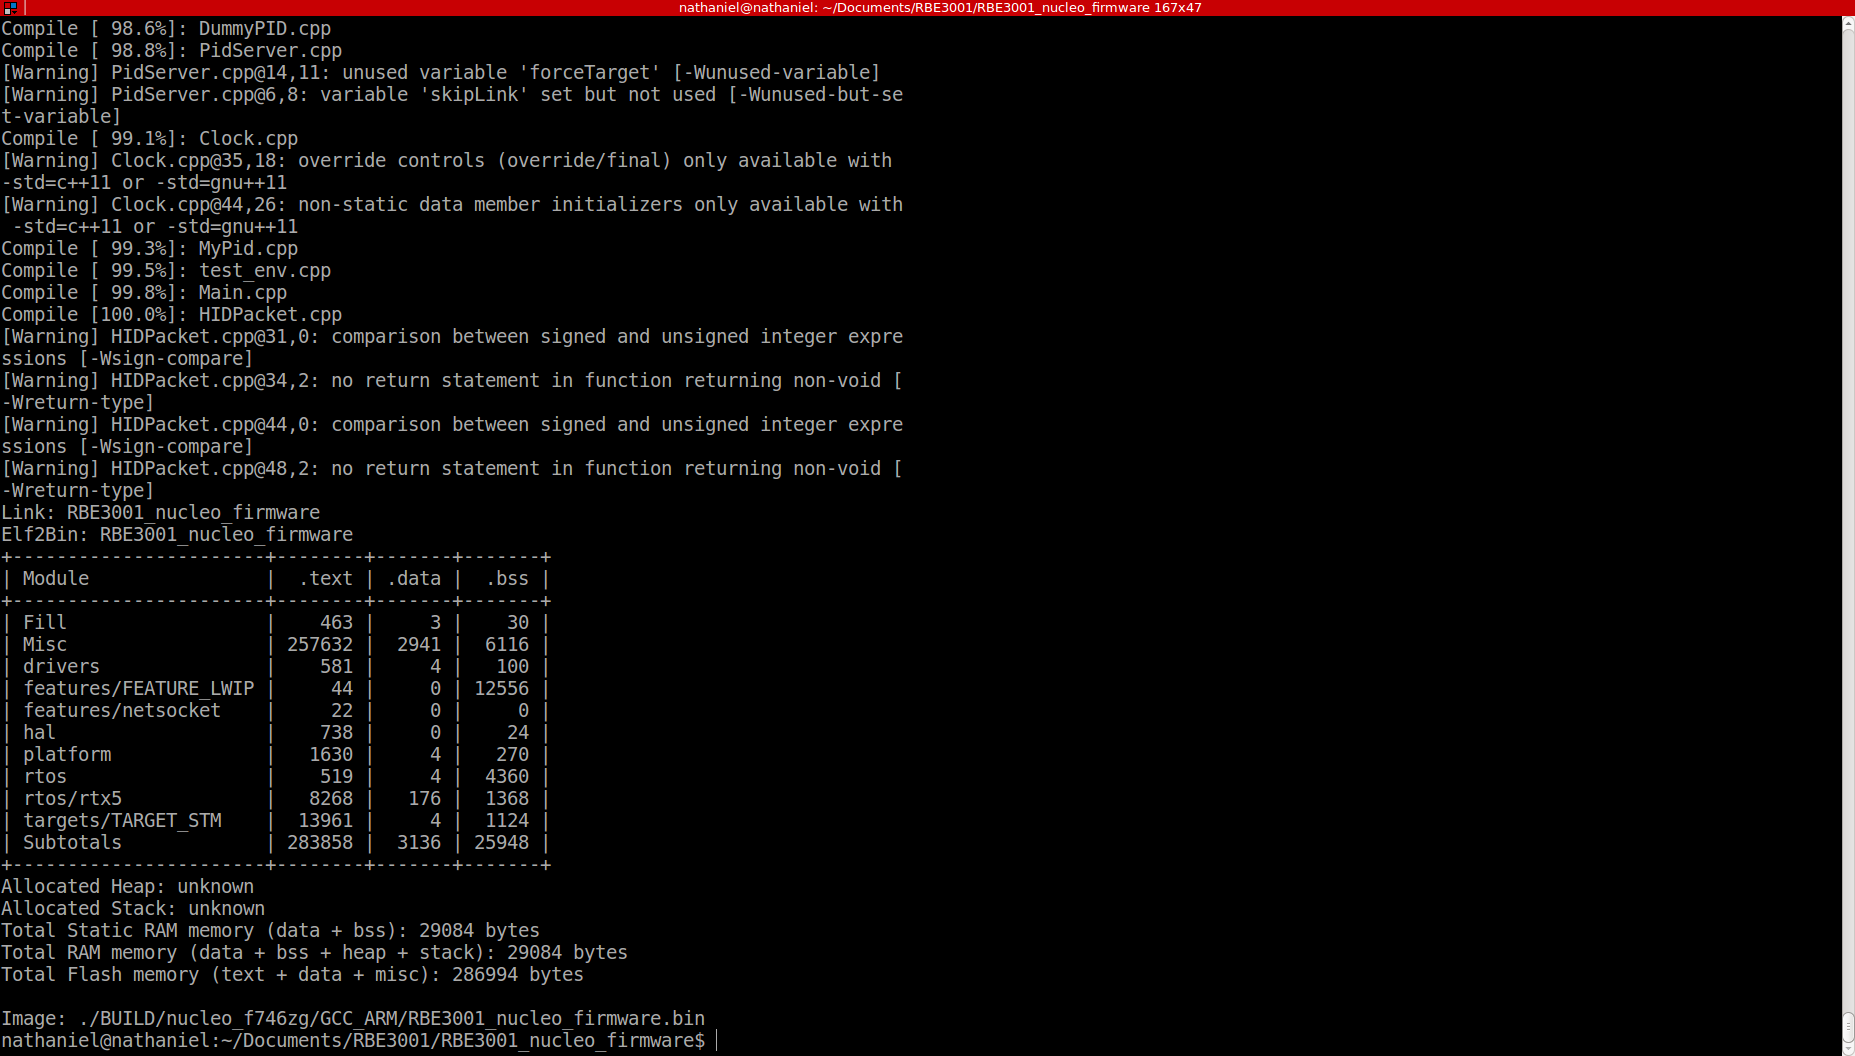 nathaniel@nathaniel: ~/Documents/RBE3001/RBE3001_nucleo_firmware 167x47
Compile [ 98.6%]: DummyPID.cpp
Compile [ 98.8%]: PidServer.cpp
[Warning] PidServer.cpp@14,11: unused variable 'forceTarget' [-Wunused-variable]
[Warning] PidServer.cpp@6,8: variable 'skipLink' set but not used [-Wunused-but-se
t-variable]
Compile [ 99.1%]: Clock.cpp
[Warning] Clock.cpp@35,18: override controls (override/final) only available with
-std=c++11 or -std=gnu++11
[Warning] Clock.cpp@44,26: non-static data member initializers only available with
 -std=c++11 or -std=gnu++11
Compile [ 99.3%]: MyPid.cpp
Compile [ 99.5%]: test_env.cpp
Compile [ 99.8%]: Main.cpp
Compile [100.0%]: HIDPacket.cpp
[Warning] HIDPacket.cpp@31,0: comparison between signed and unsigned integer expre
ssions [-Wsign-compare]
[Warning] HIDPacket.cpp@34,2: no return statement in function returning non-void [
-Wreturn-type]
[Warning] HIDPacket.cpp@44,0: comparison between signed and unsigned integer expre
ssions [-Wsign-compare]
[Warning] HIDPacket.cpp@48,2: no return statement in function returning non-void [
-Wreturn-type]
Link: RBE3001_nucleo_firmware
Elf2Bin: RBE3001_nucleo_firmware
+-----------------------+--------+-------+-------+
| Module                |  .text | .data |  .bss |
+-----------------------+--------+-------+-------+
| Fill                  |    463 |     3 |    30 |
| Misc                  | 257632 |  2941 |  6116 |
| drivers               |    581 |     4 |   100 |
| features/FEATURE_LWIP |     44 |     0 | 12556 |
| features/netsocket    |     22 |     0 |     0 |
| hal                   |    738 |     0 |    24 |
| platform              |   1630 |     4 |   270 |
| rtos                  |    519 |     4 |  4360 |
| rtos/rtx5             |   8268 |   176 |  1368 |
| targets/TARGET_STM    |  13961 |     4 |  1124 |
| Subtotals             | 283858 |  3136 | 25948 |
+-----------------------+--------+-------+-------+
Allocated Heap: unknown
Allocated Stack: unknown
Total Static RAM memory (data + bss): 29084 bytes
Total RAM memory (data + bss + heap + stack): 29084 bytes
Total Flash memory (text + data + misc): 286994 bytes
Image: ./BUILD/nucleo_f746zg/GCC_ARM/RBE3001_nucleo_firmware.bin
nathaniel@nathaniel:~/Documents/RBE3001/RBE3001_nucleo_firmware$